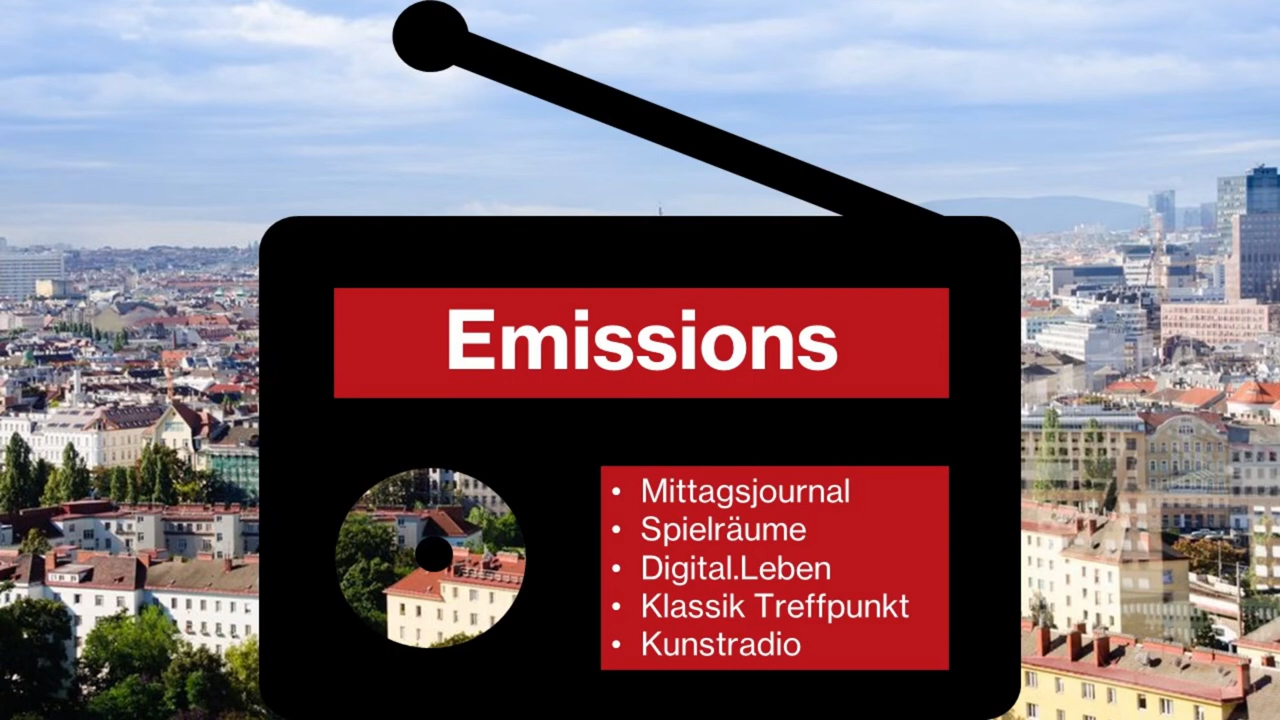 Emissions
• Mittagsjournal
• Spielräume
• Digital.Leben
• Klassik Treffpunkt
• Kunstradio